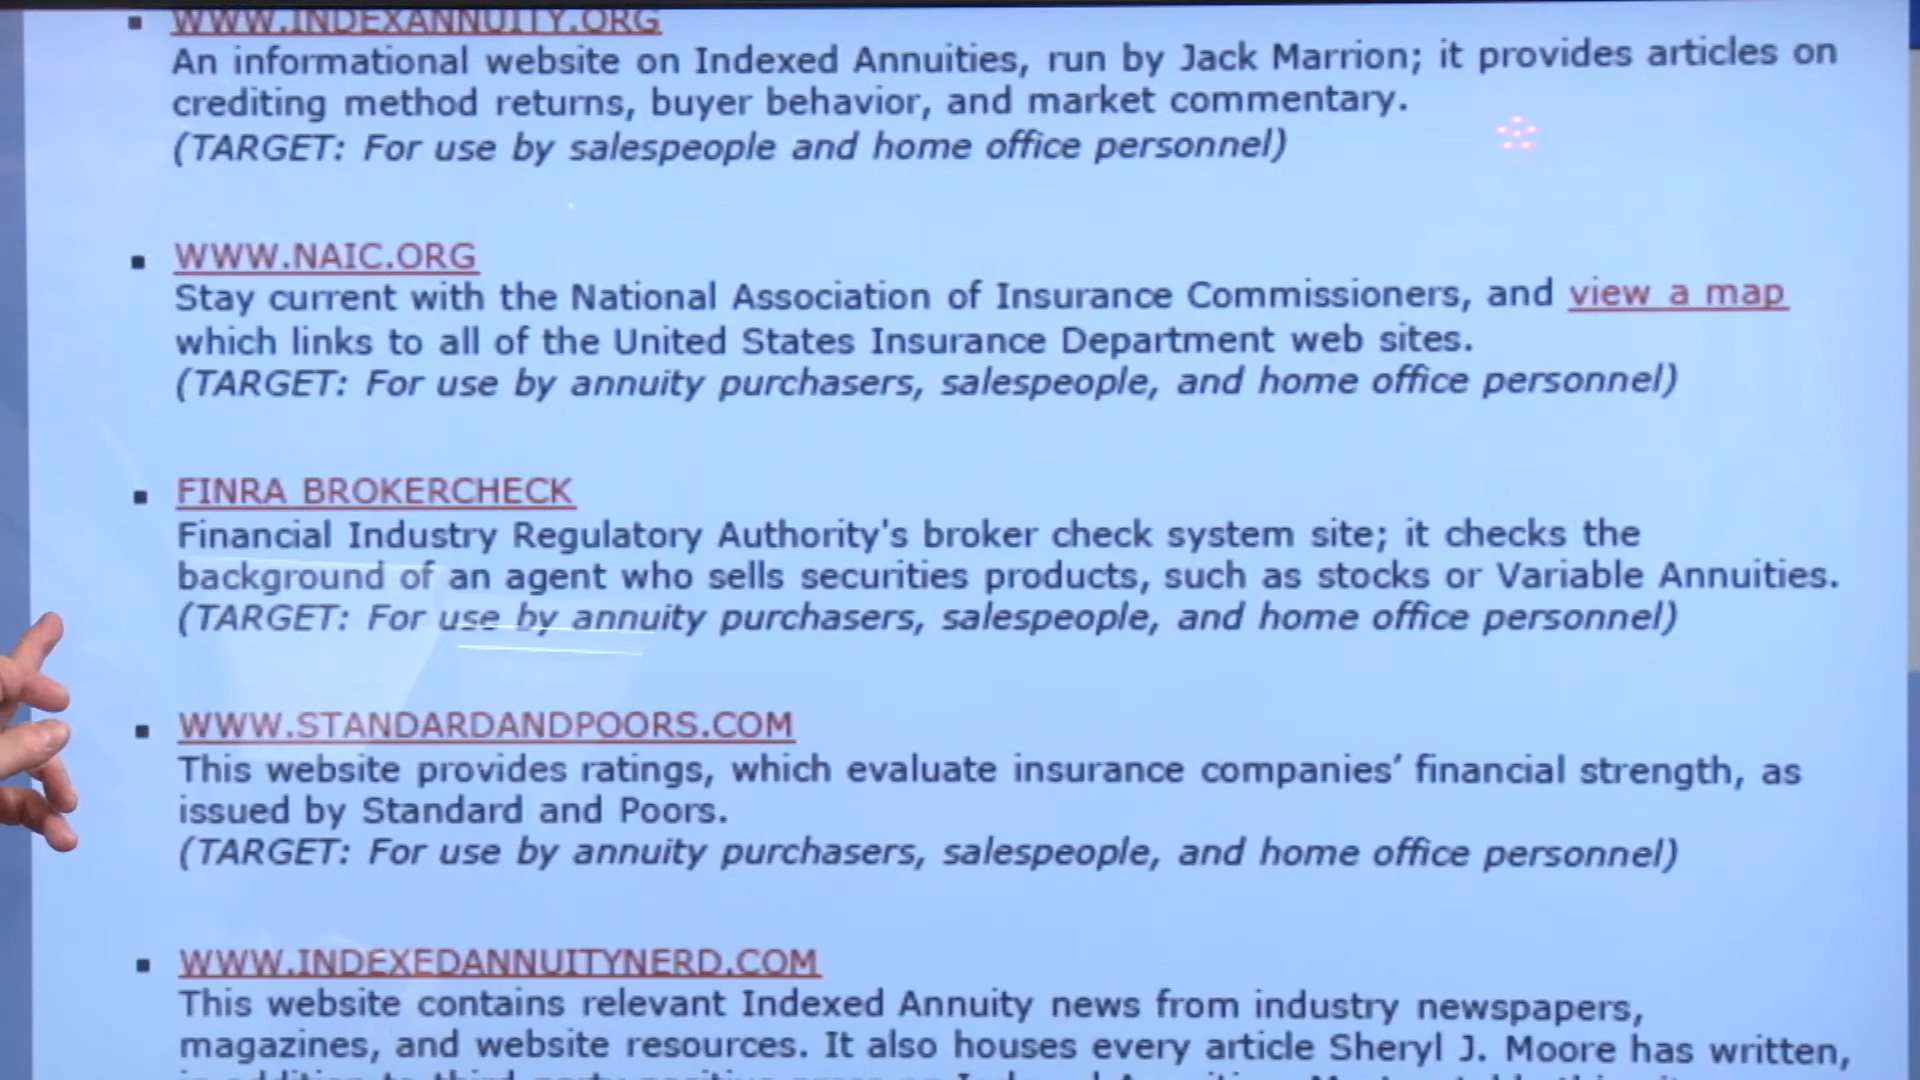 WWW.INDEXANNUITY.ORG
An informational website on Indexed Annuities, run by Jack Marrion; it provides articles on
crediting method returns, buyer behavior, and market commentary.
(TARGET: For use by salespeople and home office personnel)
WWW.NAIC.ORG
Stay current with the National Association of Insurance Commissioners, and view a map
which links to all of the United States Insurance Department web sites.
(TARGET: For use by annuity purchasers, salespeople, and home office personnel)
FINRA BROKERCHECK
Financial Industry Regulatory Authority's broker check system site; it checks the
background of an agent who sells securities products, such as stocks or Variable Annuities.
(TARGET: For use by annuity purchasers, salespeople, and home office personnel)
WWW.STANDARDANDPOORS.COM
This website provides ratings, which evaluate insurance companies’ financial strength, as
issued by Standard and Poors.
(TARGET: For use by annuity purchasers, salespeople, and home office personnel)
WWW.INDEXEDANNUITYNERD.COM
This website contains relevant Indexed Annuity news from industry newspapers,
magazines, and website resources. It also houses every article Sheryl J. Moore has written,